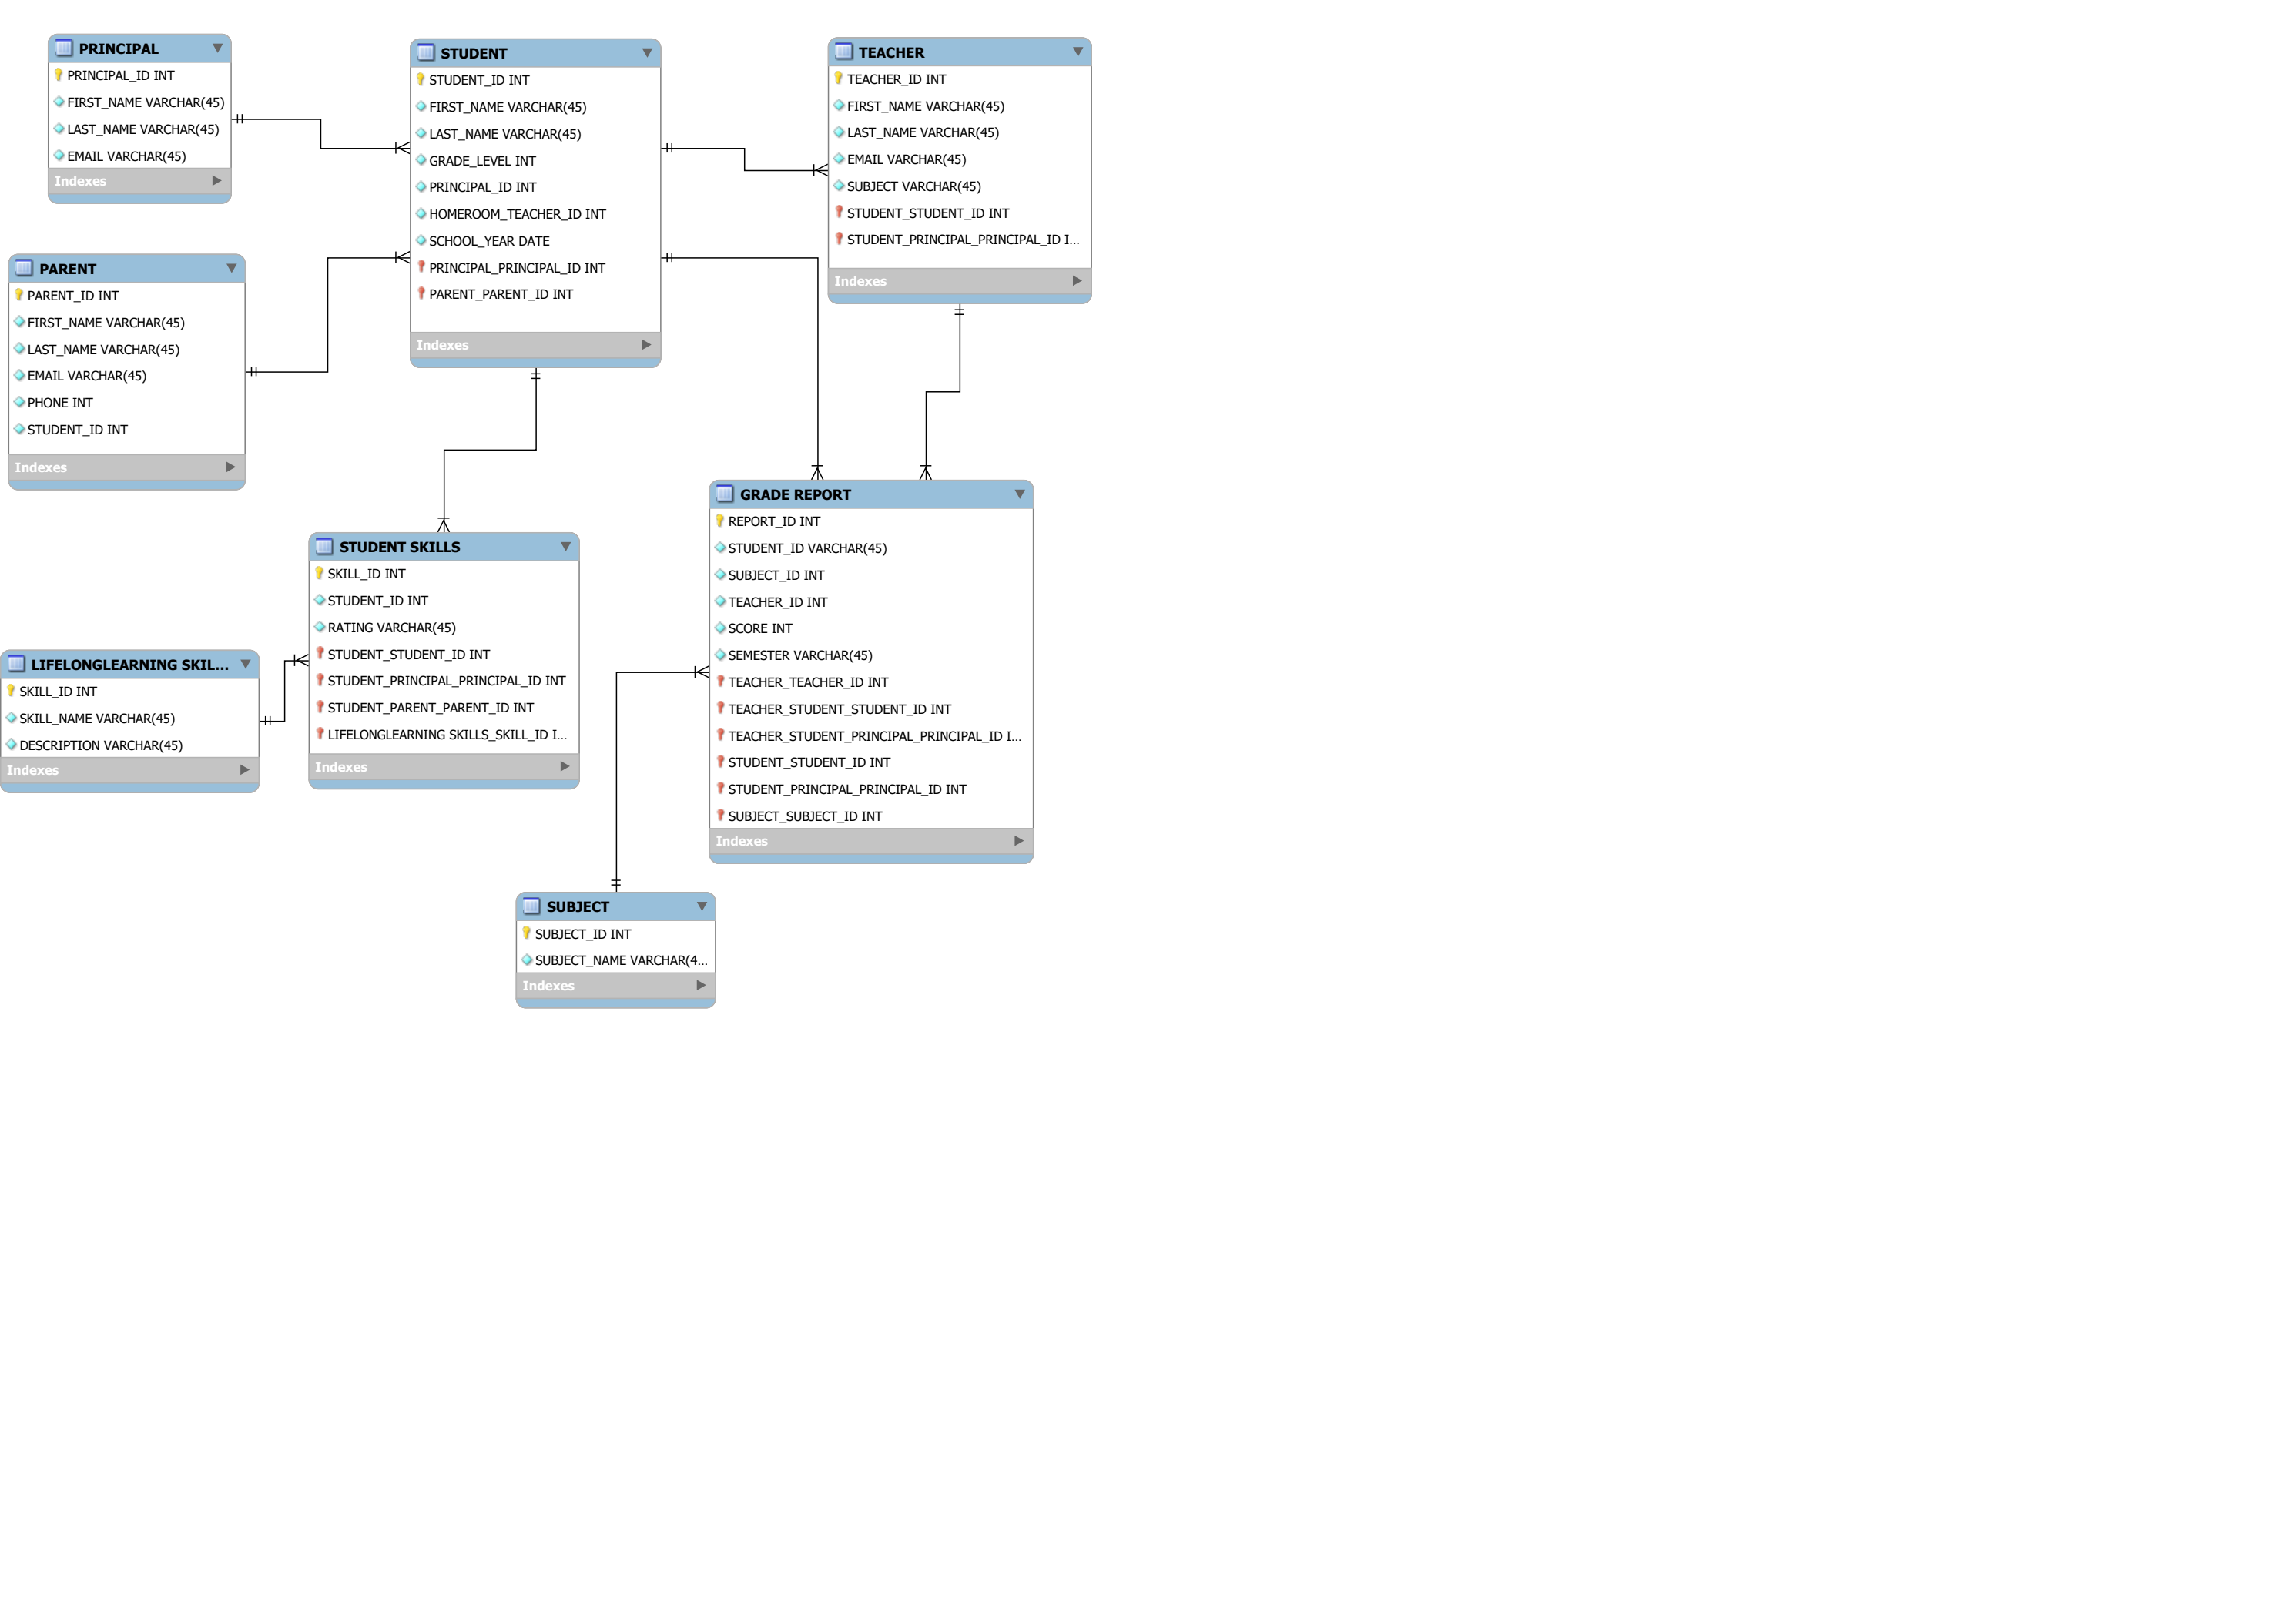 PRINCIPAL
PRINCIPAL_ID INT
FIRST_NAME VARCHAR(45)
LAST_NAME VARCHAR(45)
EMAIL VARCHAR(45)
Indexes
STUDENT
STUDENT_ID INT
FIRST_NAME VARCHAR(45)
LAST_NAME VARCHAR(45)
GRADE_LEVEL INT
PRINCIPAL_ID INT
HOMEROOM_TEACHER_ID INT
SCHOOL_YEAR DATE
PRINCIPAL_PRINCIPAL_ID INT
PARENT_PARENT_ID INT
Indexes
TEACHER
TEACHER_ID INT
FIRST_NAME VARCHAR(45)
LAST_NAME VARCHAR(45)
EMAIL VARCHAR(45)
SUBJECT VARCHAR(45)
STUDENT_STUDENT_ID INT
STUDENT_PRINCIPAL_PRINCIPAL_ID I...
Indexes
PARENT
PARENT_ID INT
FIRST_NAME VARCHAR(45)
LAST_NAME VARCHAR(45)
EMAIL VARCHAR(45)
PHONE INT
STUDENT_ID INT
Indexes
GRADE REPORT
REPORT_ID INT
STUDENT_ID VARCHAR(45)
SUBJECT_ID INT
TEACHER_ID INT
SCORE INT
SEMESTER VARCHAR(45)
TEACHER_TEACHER_ID INT
TEACHER_STUDENT_STUDENT_ID INT
TEACHER_STUDENT_PRINCIPAL_PRINCIPAL_ID I...
STUDENT_STUDENT_ID INT
STUDENT_PRINCIPAL_PRINCIPAL_ID INT
SUBJECT_SUBJECT_ID INT
Indexes
STUDENT SKILLS
SKILL_ID INT
STUDENT_ID INT
RATING VARCHAR(45)
STUDENT_STUDENT_ID INT
STUDENT_PRINCIPAL_PRINCIPAL_ID INT
STUDENT_PARENT_PARENT_ID INT
LIFELONGLEARNING SKILLS_SKILL_ID I...
Indexes
LIFELONGLEARNING SKIL...
SKILL_ID INT
SKILL_NAME VARCHAR(45)
DESCRIPTION VARCHAR(45)
Indexes
SUBJECT
SUBJECT_ID INT
SUBJECT_NAME VARCHAR(4...
Indexes